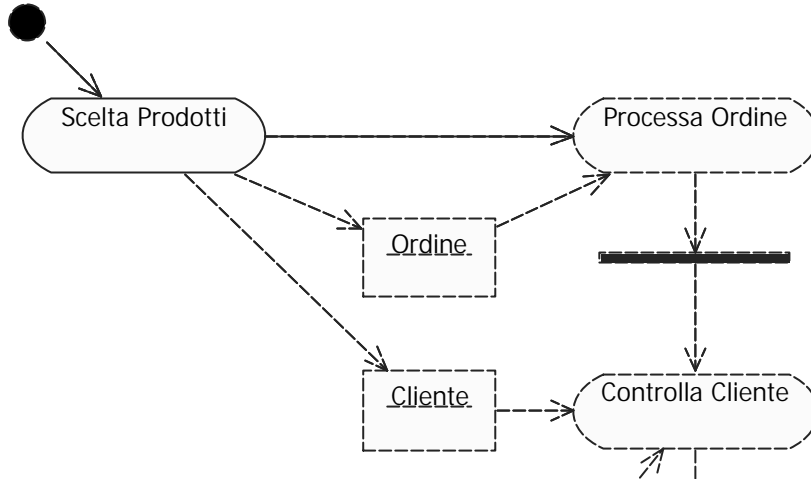 Scelta Prodotti
Processa Ordine
Ordine
Cliente
Controlla Cliente